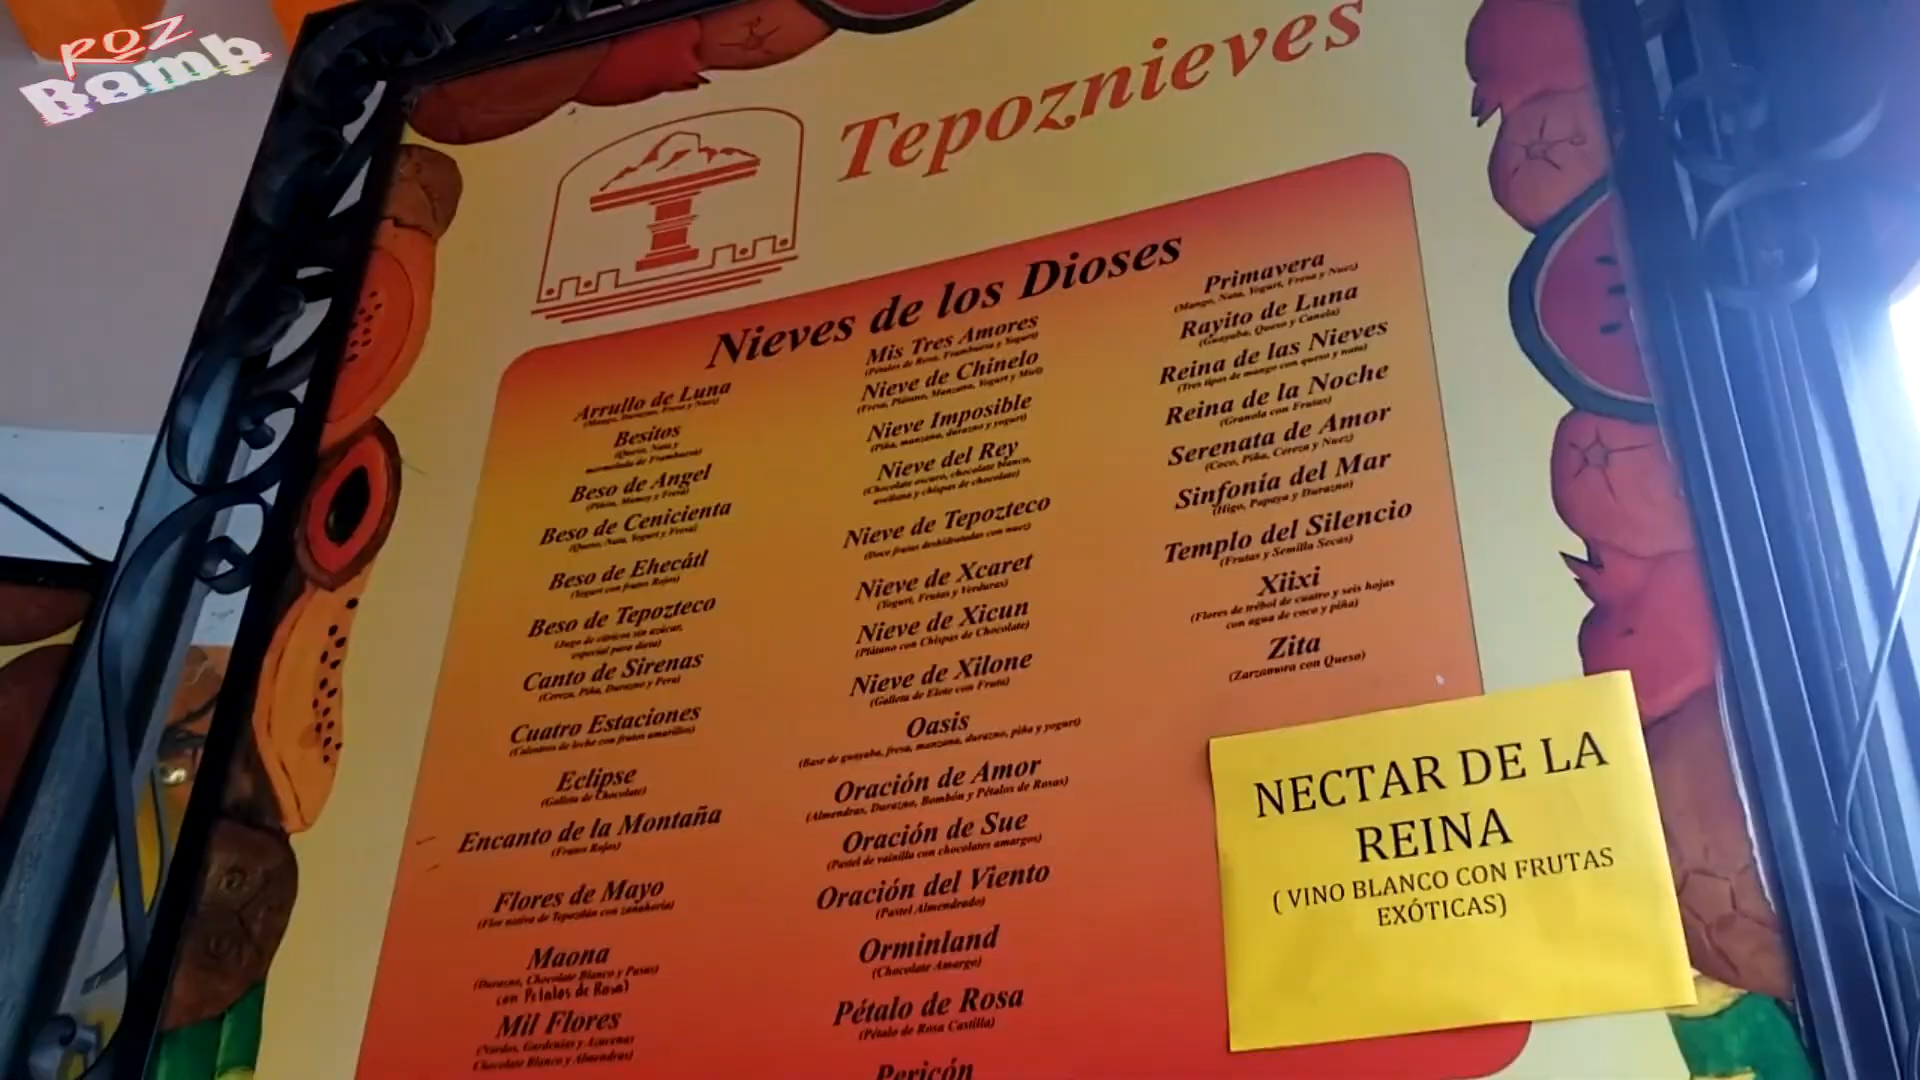 ROZ
Bomb
Tepoznieves
Nieves de los Dioses
Arrullo de Luna
(Mango, Durazno, Fresa y Nuez)
Besitos
(Queso, Nata y
mermelada de Frambuesa)
Beso de Angel
(Piñón, Mamey y Fresa)
Beso de Cenicienta
(Queso, Nata, Yogurt y Fresa)
Beso de Ehecátl
(Yogurt con frutos Rojos)
Beso de Tepozteco
(Jugo de cítricos sin azúcar,
especial para dieta)
Canto de Sirenas
(Cereza, Piña, Durazno y Pera)
Cuatro Estaciones
(Calostros de leche con frutos amarillos)
Eclipse
(Galleta de Chocolate)
Encanto de la Montaña
(Frutos Rojos)
Flores de Mayo
(Flor nativa de Tepoztlán con zanahoria)
Maona
(Durazno, Chocolate Blanco y Pasas)
con Petalos de Rosa)
Mil Flores
(Nardos, Gardenias y Azucenas
Chocolate Blanco y Almendras)
Mis Tres Amores
(Pétalos de Rosa, Frambuesa y Yogurt)
Nieve de Chinelo
(Fresa, Plátano, Manzana, Yogurt y Miel)
Nieve Imposible
(Piña, manzana, durazno y yogurt)
Nieve del Rey
(Chocolate oscuro, chocolate blanco,
avellana y chispas de chocolate)
Nieve de Tepozteco
(Doce frutas deshidratadas con nuez)
Nieve de Xcaret
(Yogurt, Frutas y Verduras)
Nieve de Xicun
(Plátano con Chispas de Chocolate)
Nieve de Xilone
(Galleta de Elote con Fruta)
Oasis
(Base de guayaba, fresa, manzana, durazno, piña y yogurt)
Oración de Amor
(Almendras, Durazno, Bombón y Pétalos de Rosas)
Oración de Sue
(Pastel de vainilla con chocolates amargos)
Oración del Viento
(Pastel Almendrado)
Orminland
(Chocolate Amargo)
Pétalo de Rosa
(Pétalo de Rosa Castilla)
Pericón
Primavera
(Mango, Nata, Yogurt, Fresa y Nuez)
Rayito de Luna
(Guayaba, Queso y Canela)
Reina de las Nieves
(Tres tipos de mango con queso y nata)
Reina de la Noche
(Granola con Frutas)
Serenata de Amor
(Coco, Piña, Cereza y Nuez)
Sinfonía del Mar
(Higo, Papaya y Durazno)
Templo del Silencio
(Frutas y Semilla Secas)
Xiixi
(Flores de trébol de cuatro y seis hojas
con agua de coco y piña)
Zita
(Zarzamora con Queso)
NECTAR DE LA
REINA
( VINO BLANCO CON FRUTAS
EXÓTICAS)